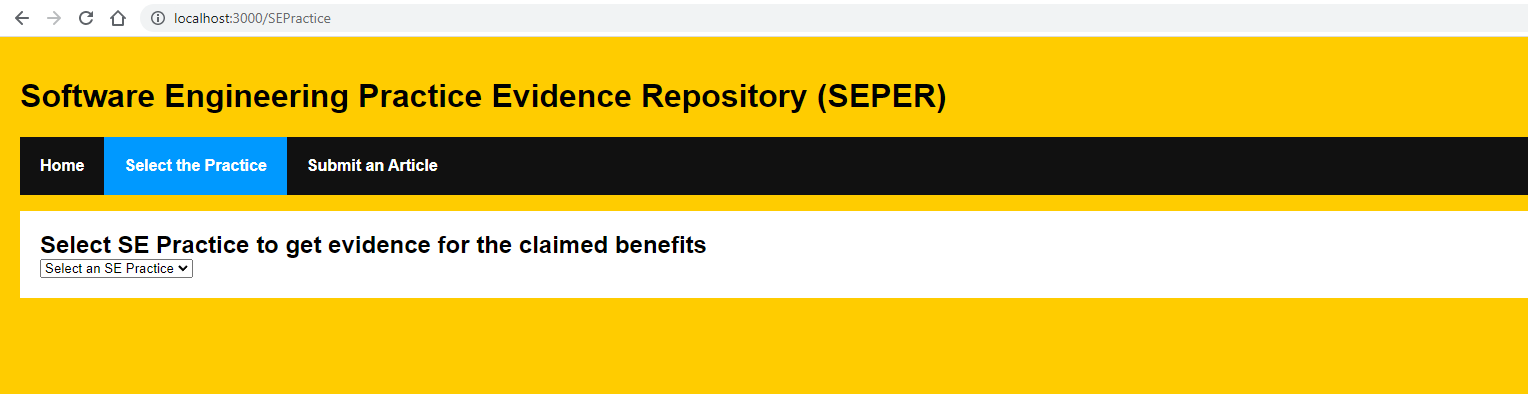 localhost:3000/SEPractice
Software Engineering Practice Evidence Repository (SEPER)
Home Select the Practice Submit an Article
Select SE Practice to get evidence for the claimed benefits
Select an SE Practice